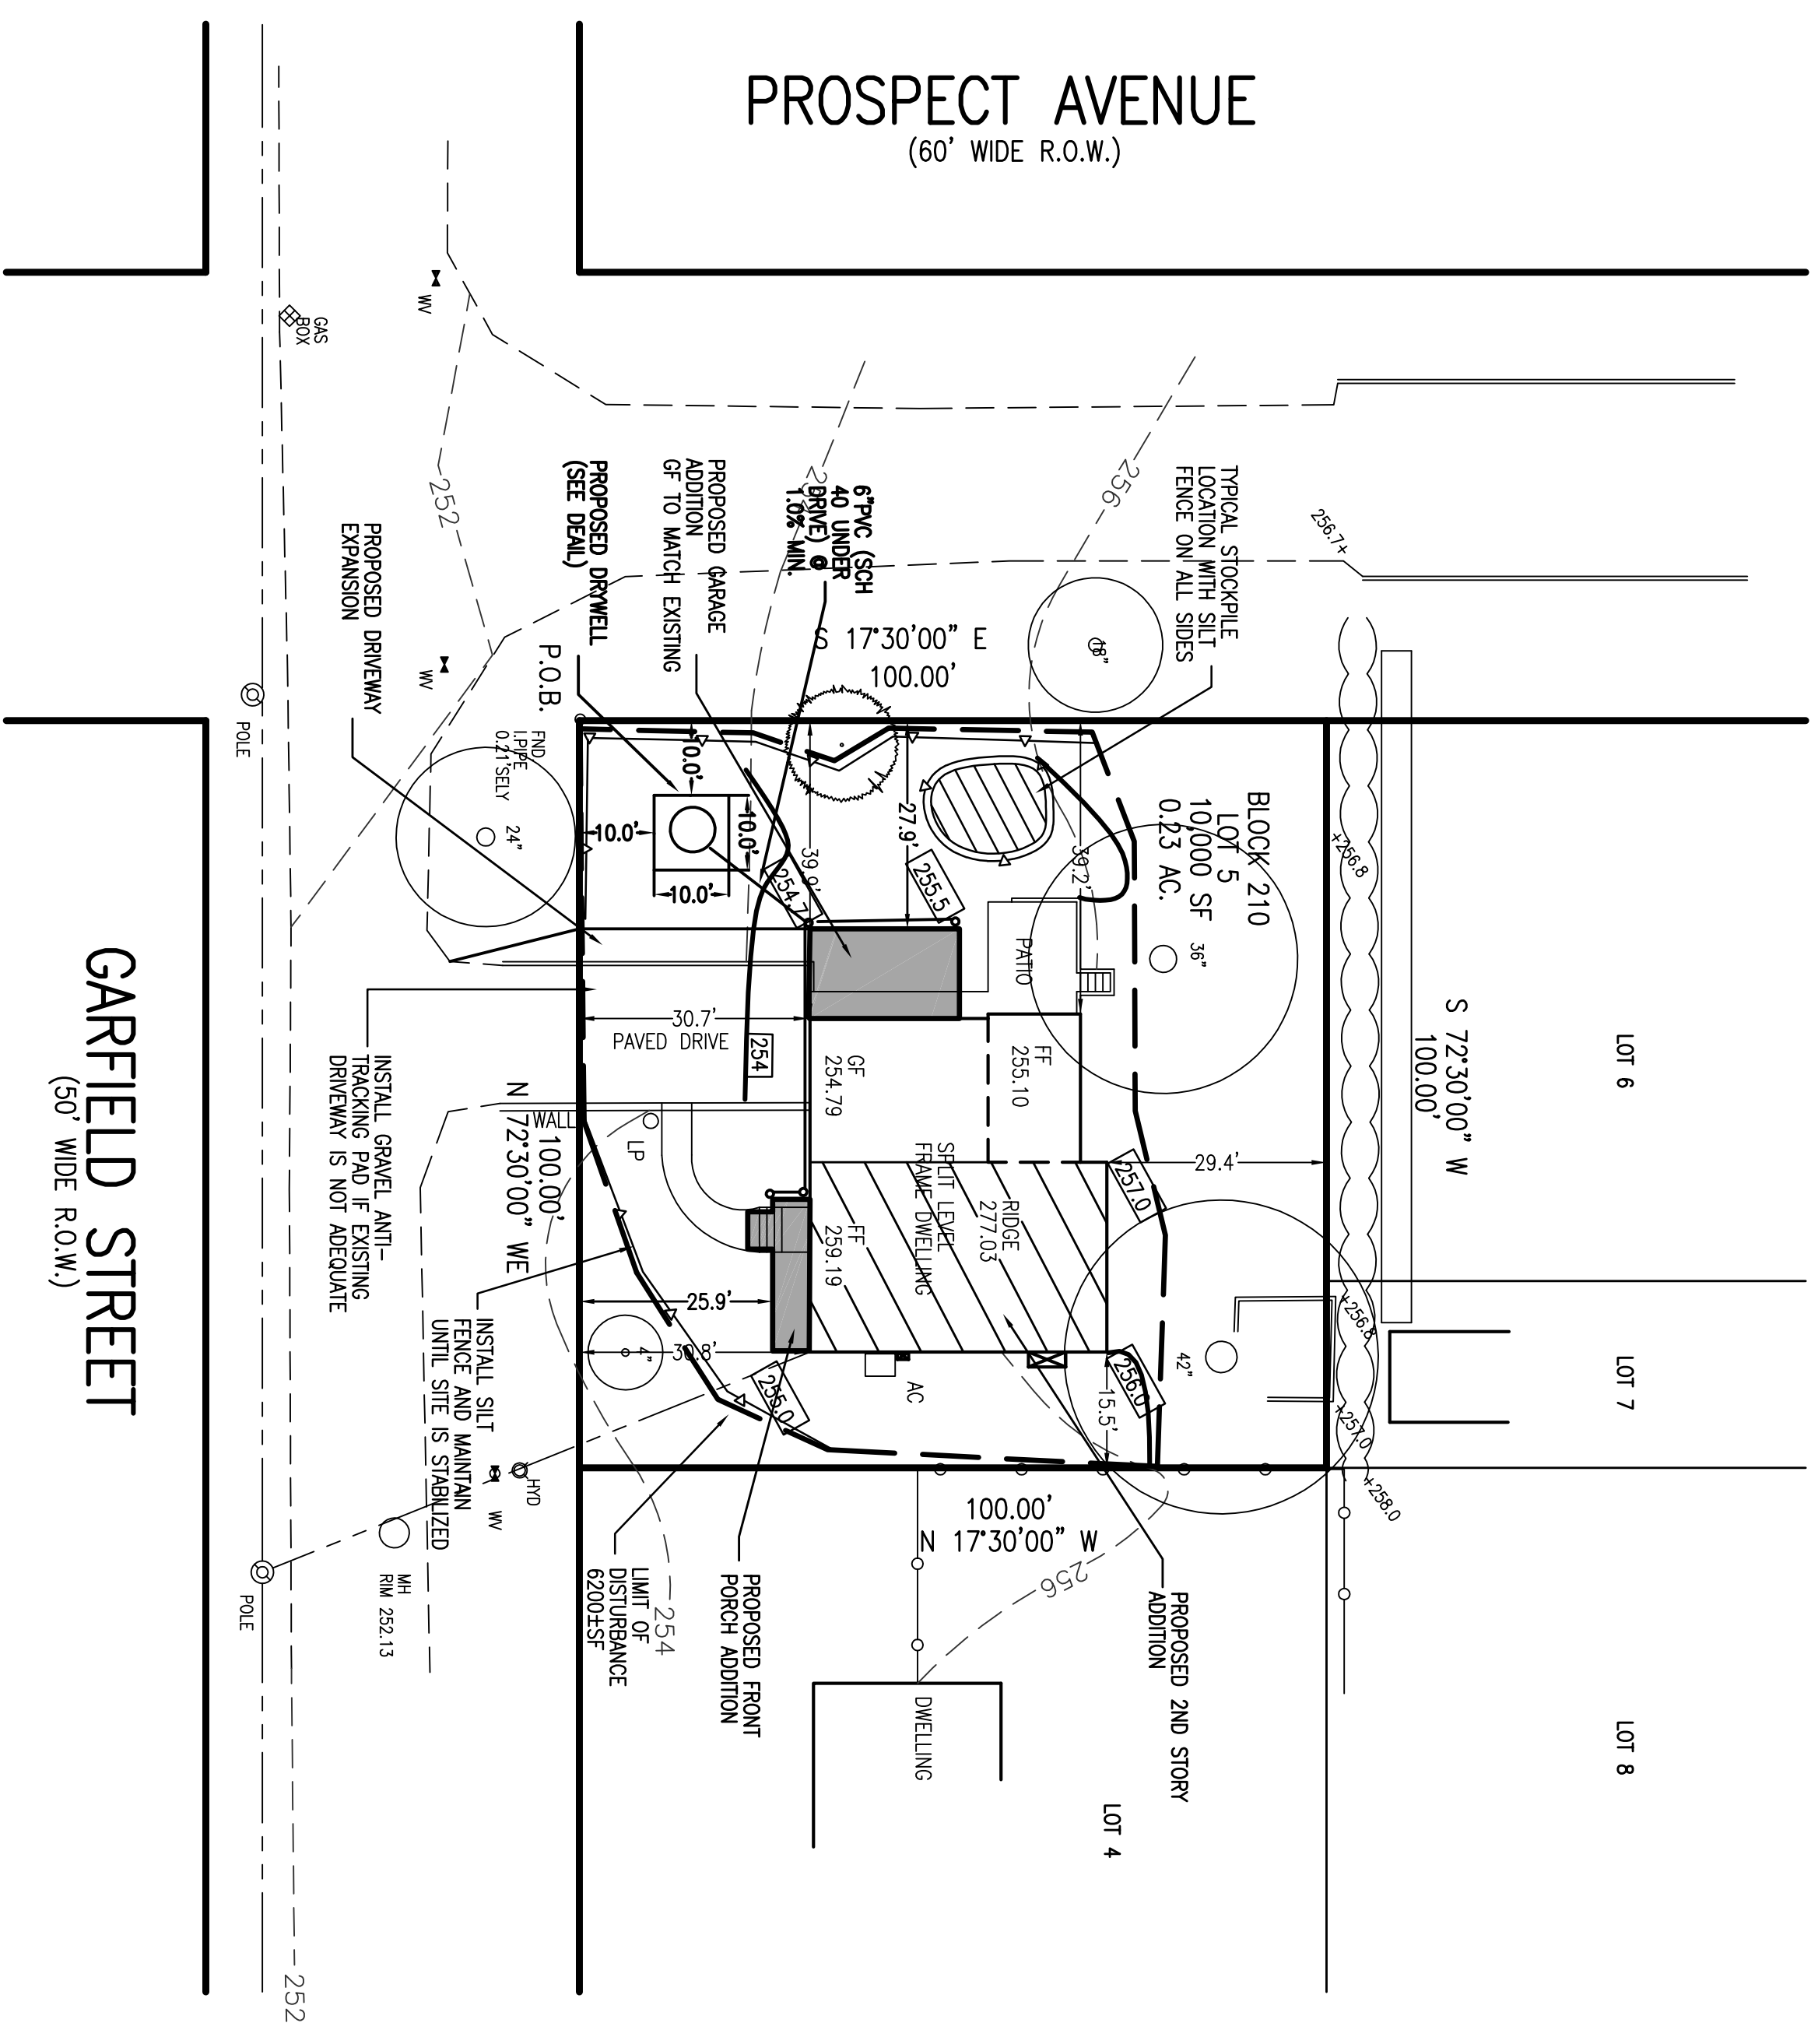 PROSPECT AVENUE
(60' WIDE R.O.W.)
GARFIELD STREET
(50' WIDE R.O.W.)
GAS
BOX
WV
WV
POLE
252
256
256.7+
PROPOSED DRIVEWAY
EXPANSION
PROPOSED DRYWELL
(SEE DEAIL)
PROPOSED GARAGE
ADDITION
GF TO MATCH EXISTING
6"PVC (SCH
40 UNDER
DRIVE) @
1.0% MIN.
TYPICAL STOCKPILE
LOCATION WITH SILT
FENCE ON ALL SIDES
S 17°30'00" E
100.00'
18"
P.O.B.
FND
I.PIPE
0.21'SELY
24"
10.0'
10.0'
10.0'
10.0'
39.9'
27.9'
39.2'
254.7
255.5
BLOCK 210
LOT 5
10,000 SF
0.23 AC.
36"
+256.8
PATIO
30.7'
PAVED DRIVE
254
GF
254.79
FF
255.10
S 72°30'00" W
100.00'
LOT 6
INSTALL GRAVEL ANTI-
TRACKING PAD IF EXISTING
DRIVEWAY IS NOT ADEQUATE
N 72°30'00" WE
100.00'
WALL
LP
SPLIT LEVEL
FRAME DWELLING
RIDGE
277.03
FF
259.19
29.4'
257.0
25.9'
30.8'
4"
255.0
AC
256.0
15.5'
42"
+256.8
+257.0
+258.0
LOT 7
INSTALL SILT
FENCE AND MAINTAIN
UNTIL SITE IS STABILIZED
HYD
WV
MH
RIM 252.13
POLE
100.00'
N 17°30'00" W
256
254
LIMIT OF
DISTURBANCE
6200±SF
PROPOSED FRONT
PORCH ADDITION
PROPOSED 2ND STORY
ADDITION
DWELLING
LOT 4
LOT 8
252